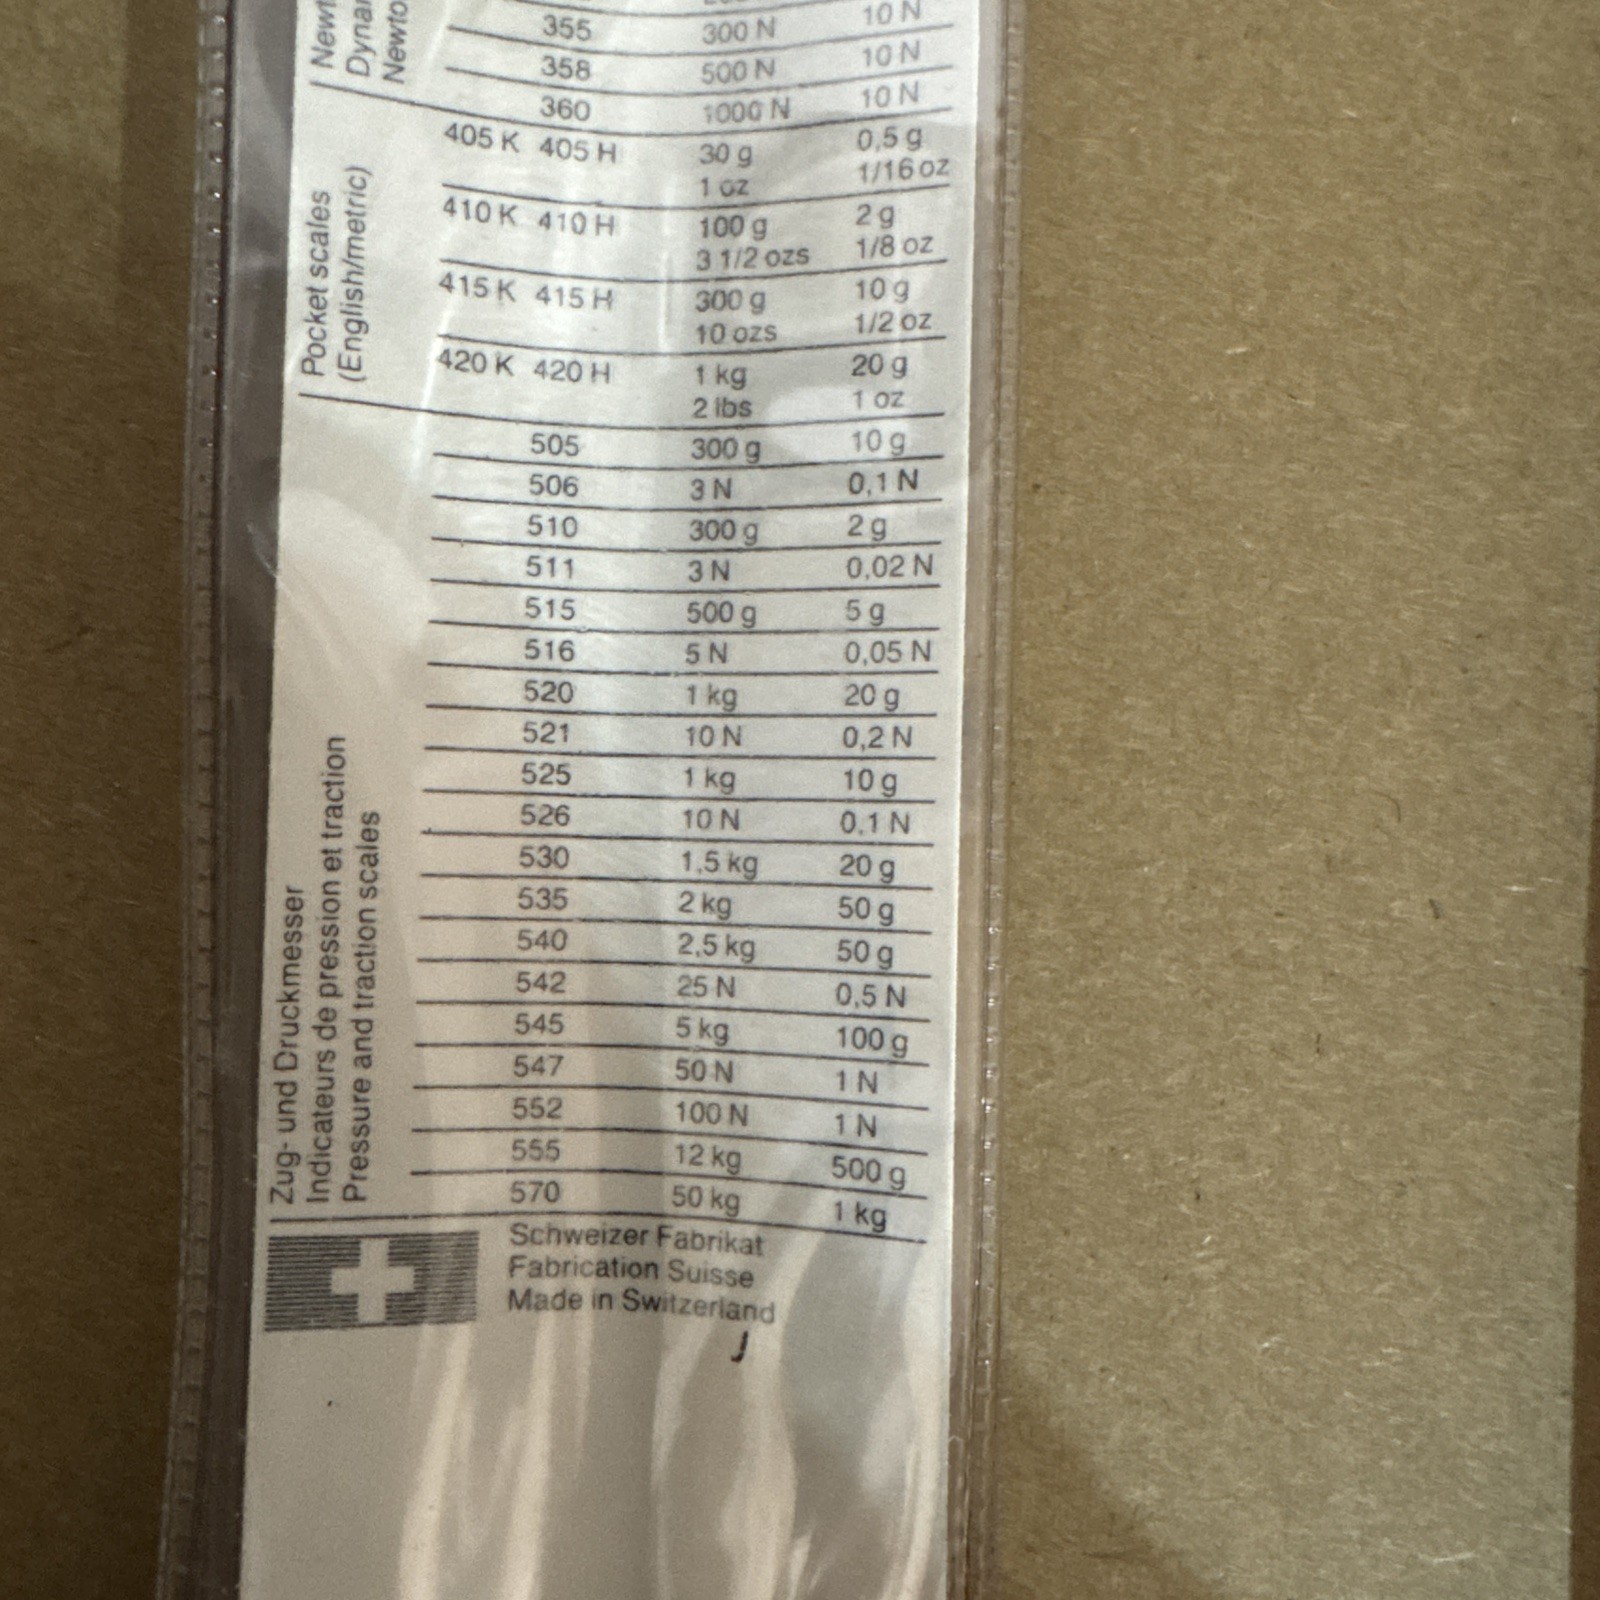 355 300 N 10 N
358 500 N 10 N
360 1000 N 10 N
Pocket scales
(English/metric)
405 K 405 H 30 g 0,5 g
1 oz 1/16 oz
410 K 410 H 100 g 2 g
3 1/2 ozs 1/8 oz
415 K 415 H 300 g 10 g
10 ozs 1/2 oz
420 K 420 H 1 kg 20 g
2 lbs 1 oz
Zug- und Druckmesser
Indicateurs de pression et traction
Pressure and traction scales
505 300 g 10 g
506 3 N 0,1 N
510 300 g 2 g
511 3 N 0,02 N
515 500 g 5 g
516 5 N 0,05 N
520 1 kg 20 g
521 10 N 0,2 N
525 1 kg 10 g
526 10 N 0,1 N
530 1,5 kg 20 g
535 2 kg 50 g
540 2,5 kg 50 g
542 25 N 0,5 N
545 5 kg 100 g
547 50 N 1 N
552 100 N 1 N
555 12 kg 500 g
570 50 kg 1 kg
Schweizer Fabrikat
Fabrication Suisse
Made in Switzerland